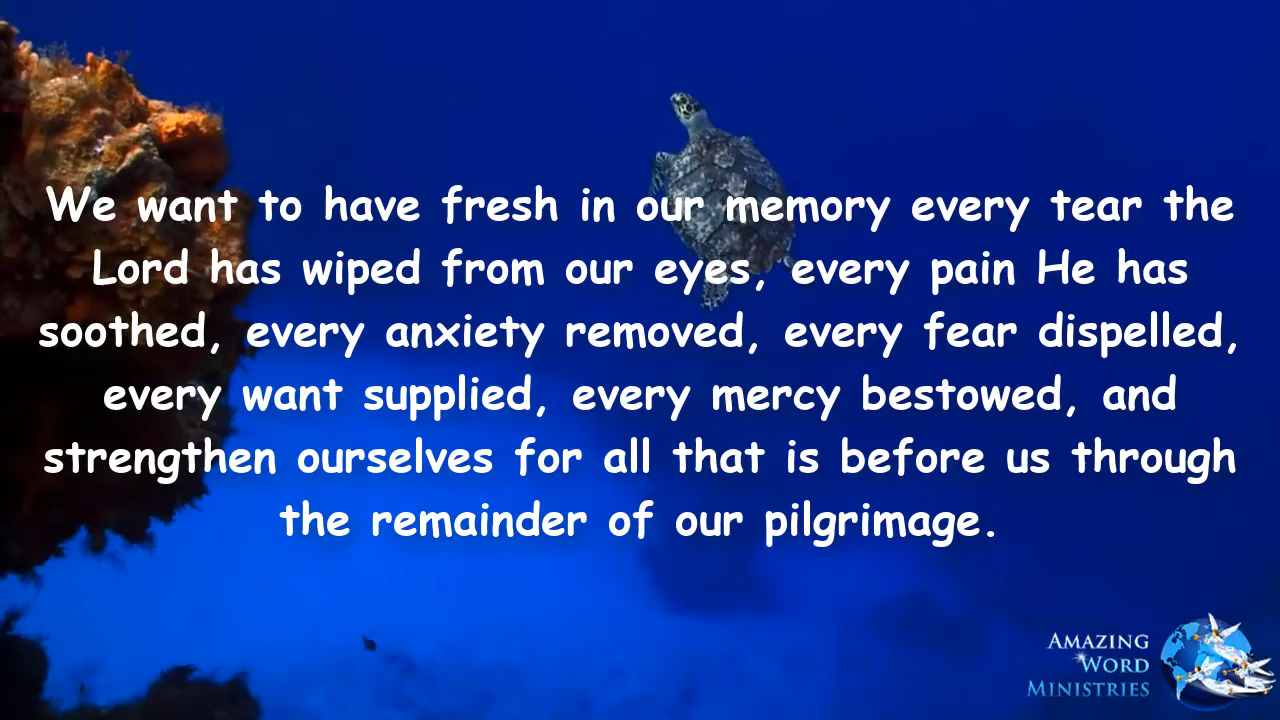 We want to have fresh in our memory every tear the
Lord has wiped from our eyes, every pain He has
soothed, every anxiety removed, every fear dispelled,
every want supplied, every mercy bestowed, and
strengthen ourselves for all that is before us through
the remainder of our pilgrimage.
AMAZING
WORD
MINISTRIES